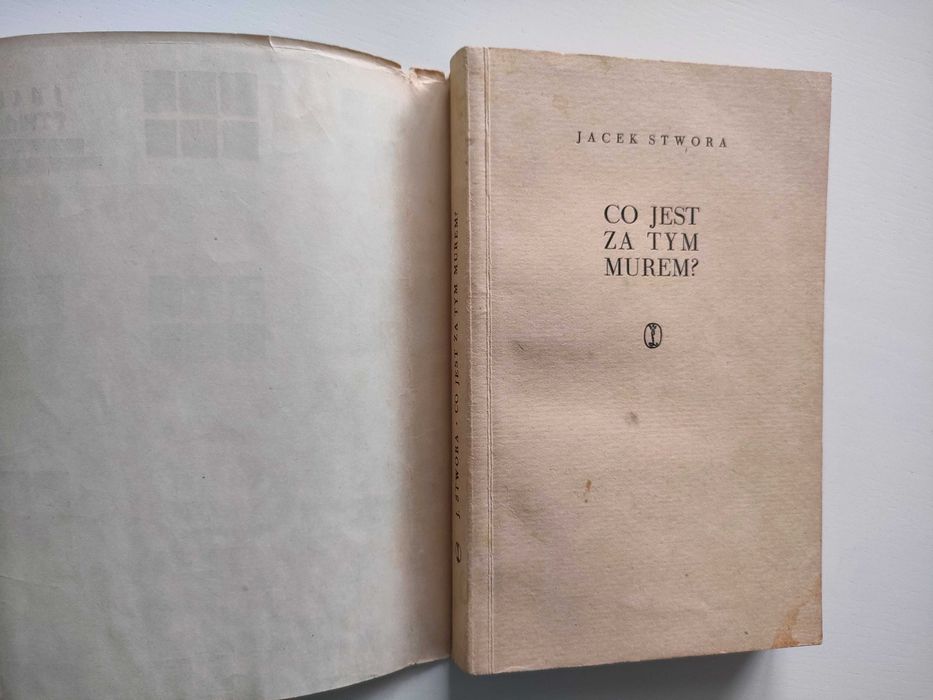 JACEK STWORA
CO JEST
ZA TYM
MUREM?
J. STWORA · CO JEST ZA TYM MUREM?